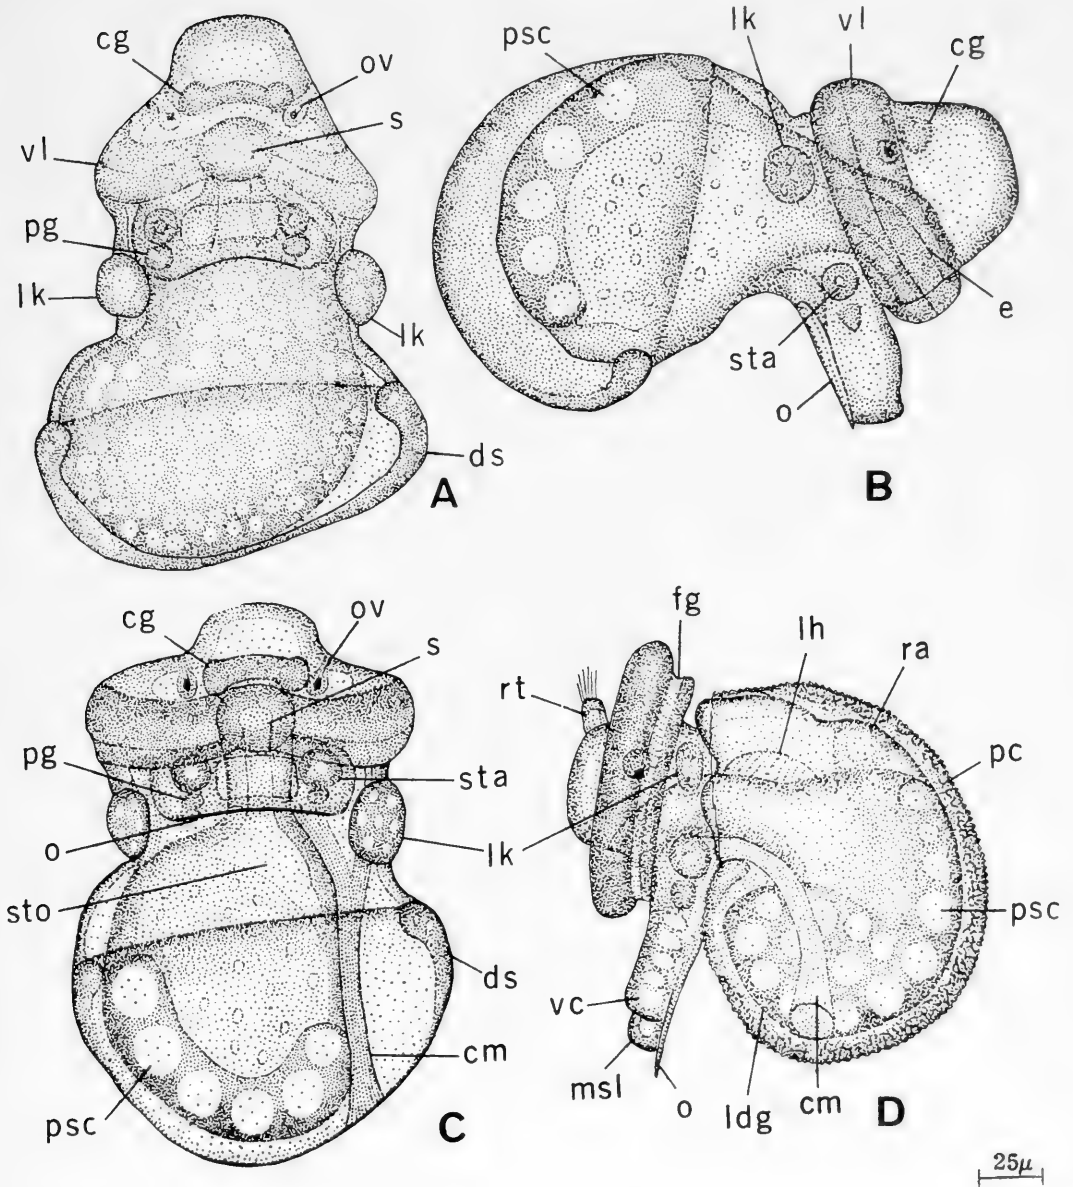 cg
ov
s
vl
pg
lk
lk
ds
A
psc
lk
vl
cg
e
sta
o
B
cg
ov
s
pg
sta
o
lk
sto
ds
cm
psc
C
fg
lh
ra
rt
pc
psc
vc
msl
o
ldg
cm
D
25μ